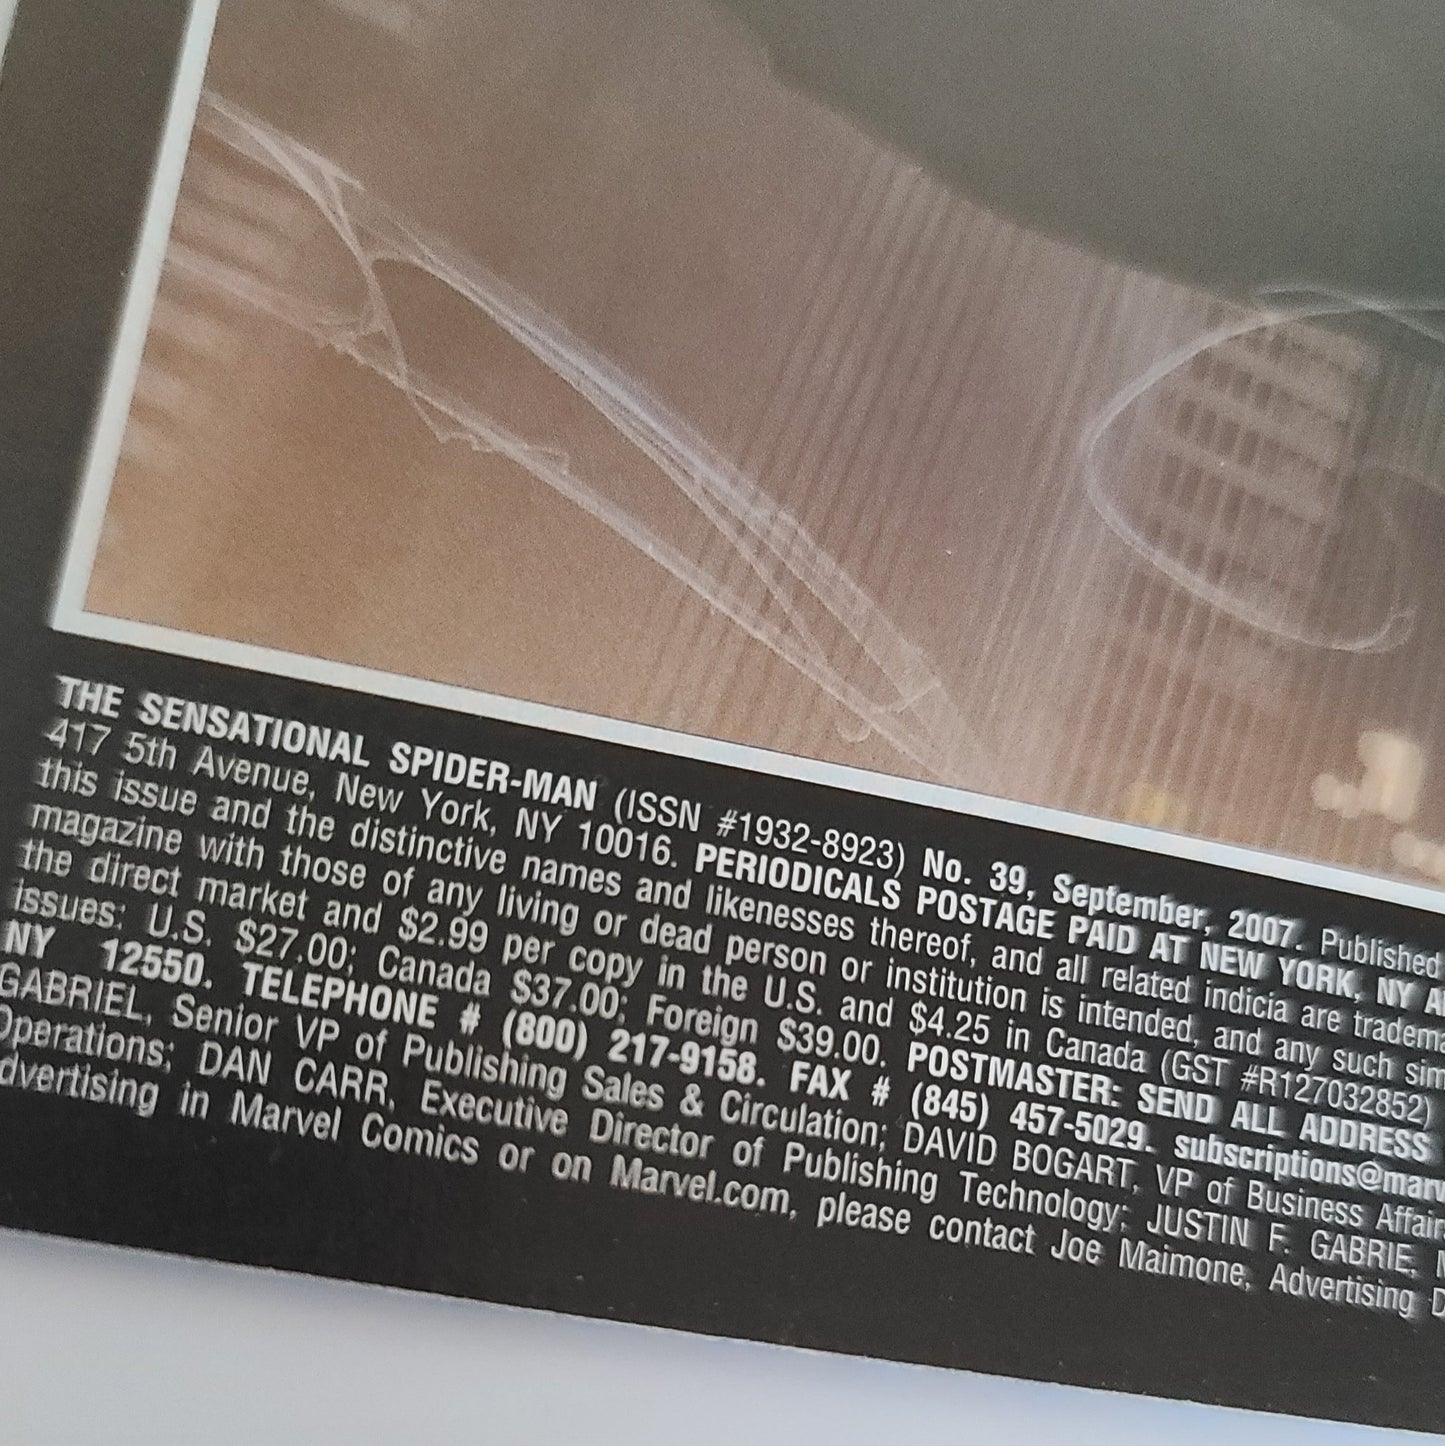 THE SENSATIONAL SPIDER-MAN (ISSN #1932-8923) No. 39, September, 2007. Published
417 5th Avenue, New York, NY 10016. PERIODICALS POSTAGE PAID AT NEW YORK, NY
this issue and the distinctive names and likenesses thereof, and all related indicia are
magazine with those of any living or dead person or institution is intended, and any such
the direct market and $2.99 per copy in the U.S. and $4.25 in Canada (GST #R127032852)
issues: U.S. $27.00; Canada $37.00; Foreign $39.00. POSTMASTER: SEND ALL ADDRESS
NY 12550. TELEPHONE # (800) 217-9158. FAX # (845) 457-5029.
GABRIEL, Senior VP of Publishing Sales & Circulation; DAVID BOGART, VP of Business
Operations; DAN CARR, Executive Director of Publishing Technology; JUSTIN F. GABRIE,
dvertising in Marvel Comics or on Marvel.com, please contact Joe Maimone, Advertising